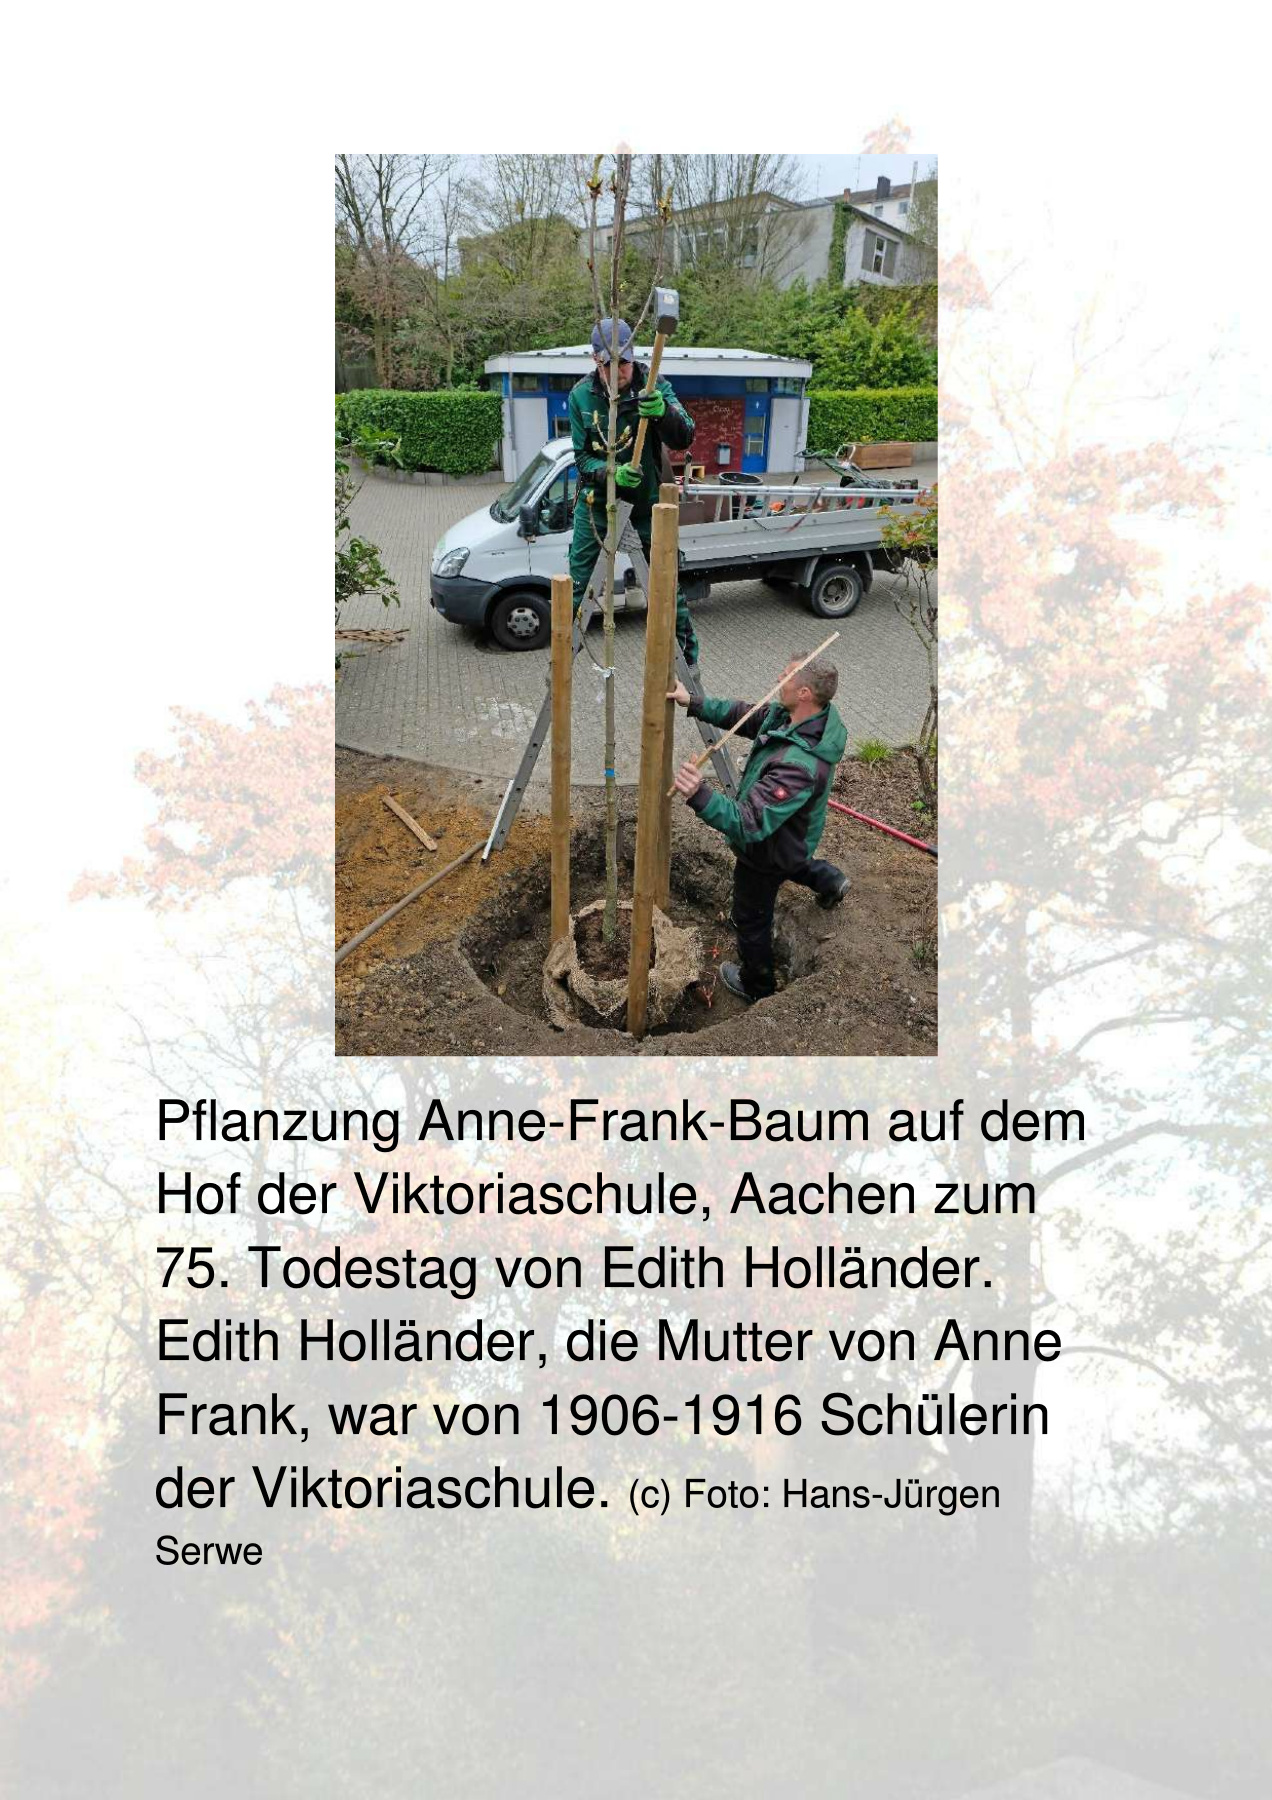 Pflanzung Anne-Frank-Baum auf dem
Hof der Viktoriaschule, Aachen zum
75. Todestag von Edith Holländer.
Edith Holländer, die Mutter von Anne
Frank, war von 1906-1916 Schülerin
der Viktoriaschule. (c) Foto: Hans-Jürgen
Serwe